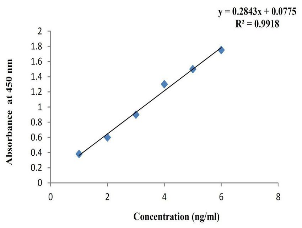 y = 0.2843x + 0.0775
R² = 0.9918
2
1.8
1.6
1.4
1.2
1
0.8
0.6
0.4
0.2
0
Absorbance at 450 nm
0 2 4 6 8
Concentration (ng/ml)